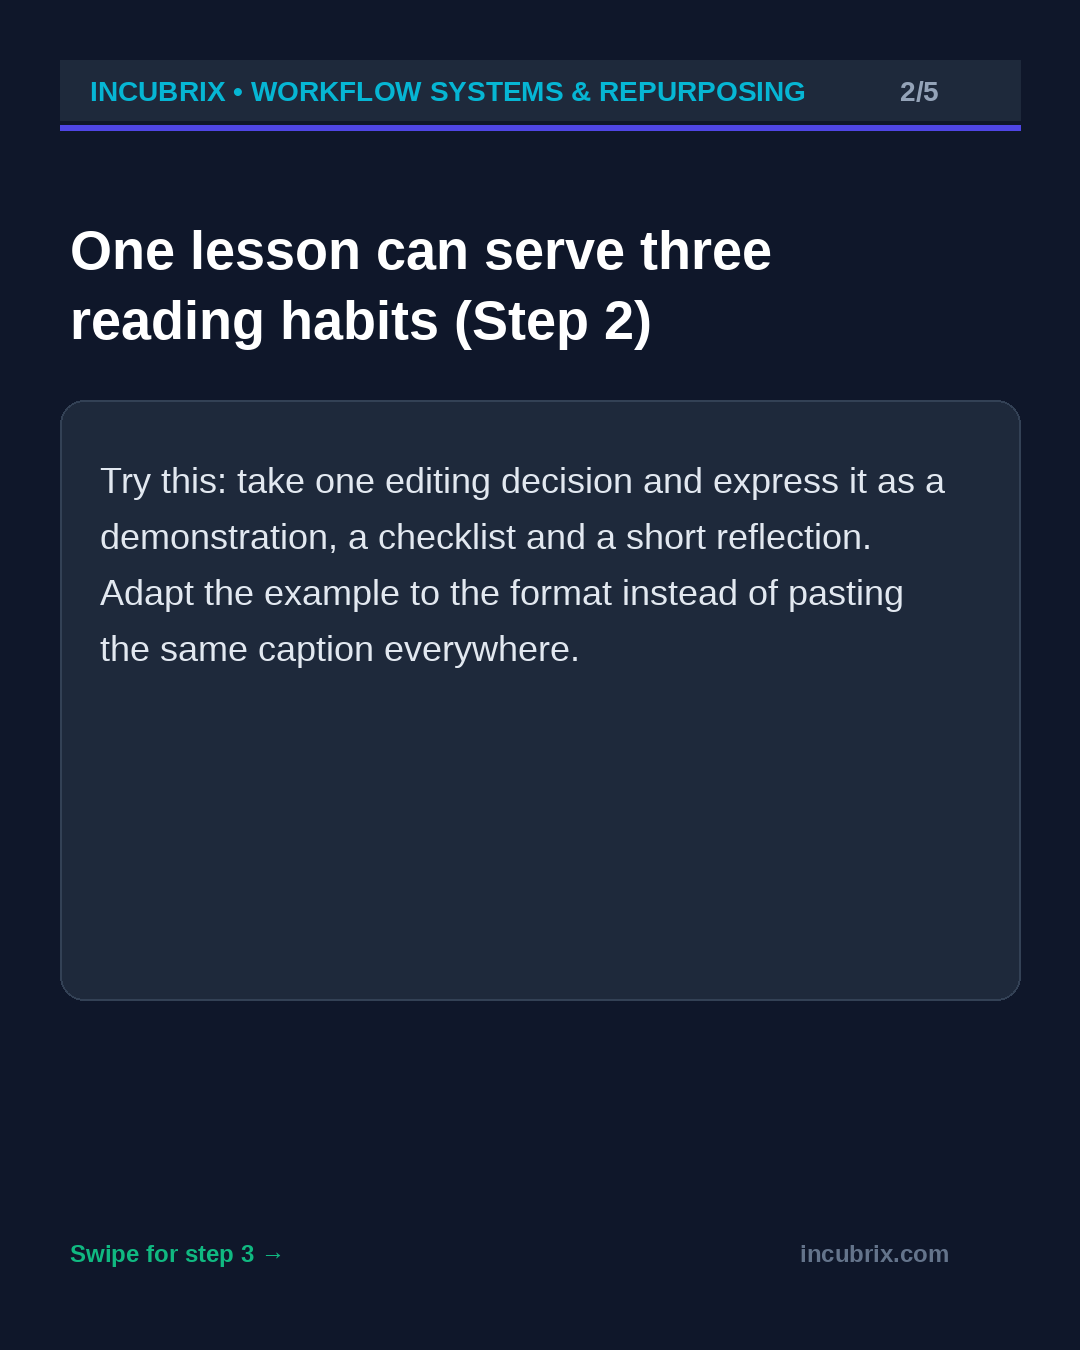 INCUBRIX • WORKFLOW SYSTEMS & REPURPOSING 2/5
One lesson can serve three
reading habits (Step 2)
Try this: take one editing decision and express it as a
demonstration, a checklist and a short reflection.
Adapt the example to the format instead of pasting
the same caption everywhere.
Swipe for step 3 → incubrix.com